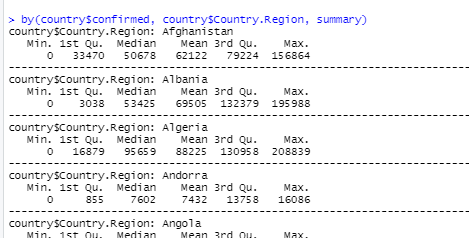 > by(country$confirmed, country$Country.Region, summary)
country$Country.Region: Afghanistan
   Min. 1st Qu.  Median    Mean 3rd Qu.    Max.
      0   33470   50678   62122   79224  156864
------------------------------------------------------------------------
country$Country.Region: Albania
   Min. 1st Qu.  Median    Mean 3rd Qu.    Max.
      0    3038   53425   69505  132379  195988
------------------------------------------------------------------------
country$Country.Region: Algeria
   Min. 1st Qu.  Median    Mean 3rd Qu.    Max.
      0   16879   95659   88225  130958  208839
------------------------------------------------------------------------
country$Country.Region: Andorra
   Min. 1st Qu.  Median    Mean 3rd Qu.    Max.
      0     855    7602    7432   13758   16086
------------------------------------------------------------------------
country$Country.Region: Angola
   Min. 1st Qu.  Median    Mean 3rd Qu.    Max.